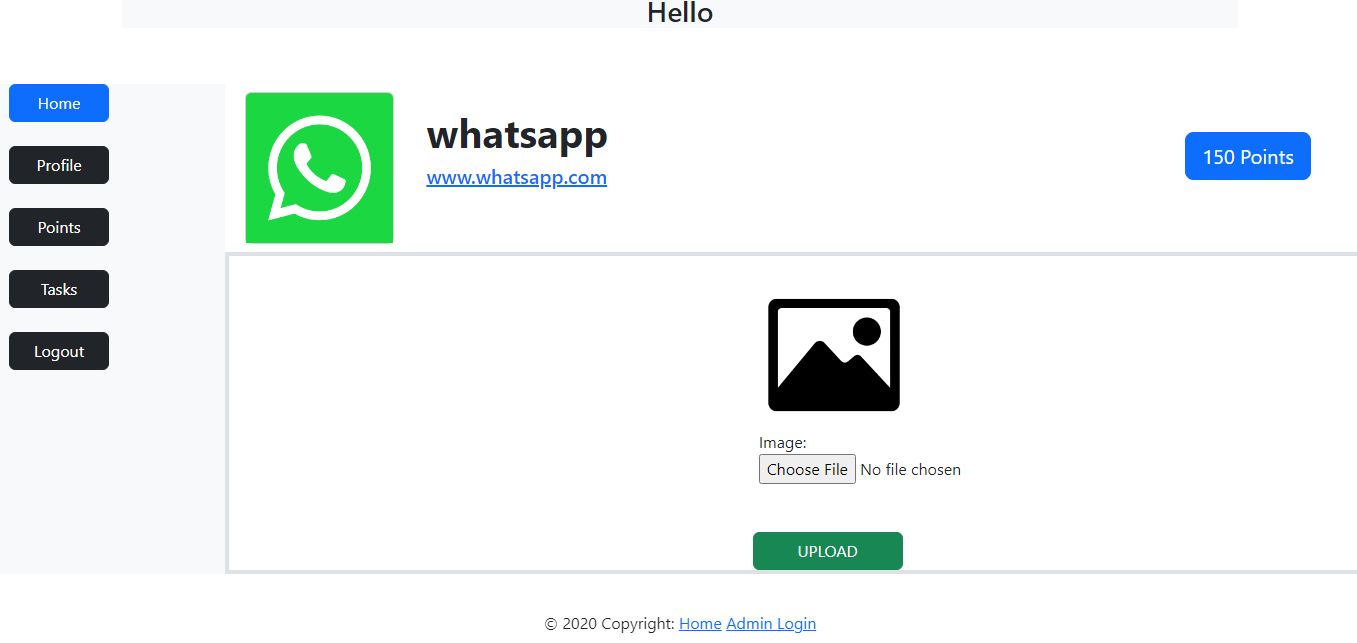 Hello
Home
Profile
Points
Tasks
Logout
whatsapp
www.whatsapp.com
150 Points
Image:
Choose File No file chosen
UPLOAD
© 2020 Copyright: Home Admin Login